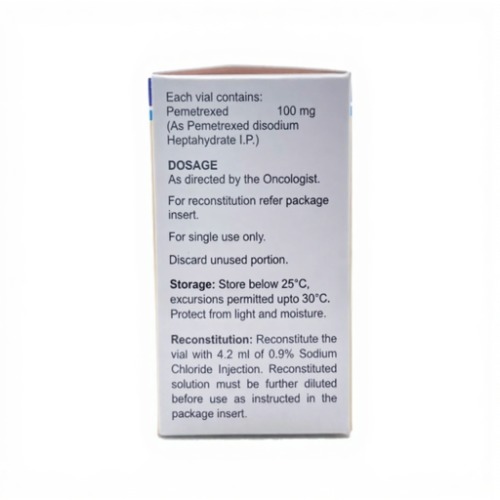 Each vial contains:
Pemetrexed 100 mg
(As Pemetrexed disodium
Heptahydrate I.P.)
DOSAGE
As directed by the Oncologist.
For reconstitution refer package
insert.
For single use only.
Discard unused portion.
Storage: Store below 25°C,
excursions permitted upto 30°C.
Protect from light and moisture.
Reconstitution: Reconstitute the
vial with 4.2 ml of 0.9% Sodium
Chloride Injection. Reconstituted
solution must be further diluted
before use as instructed in the
package insert.